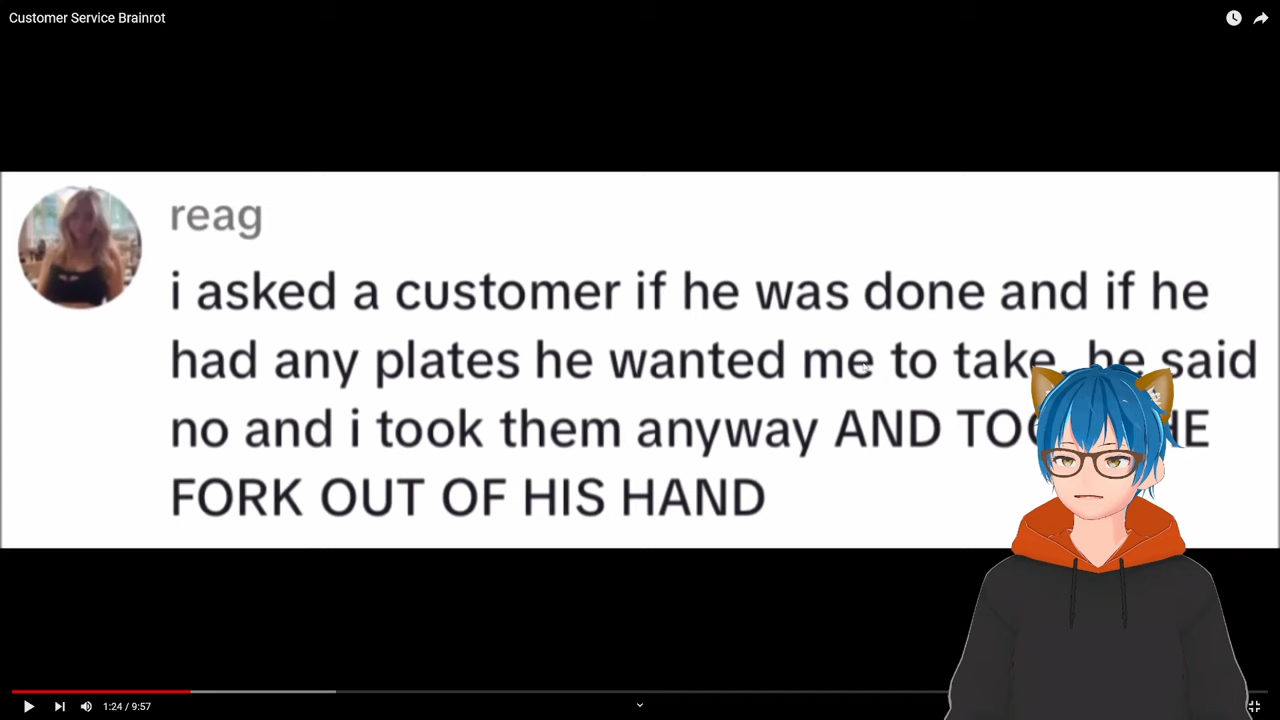 Customer Service Brainrot
reag
i asked a customer if he was done and if he
had any plates he wanted me to take. he said
no and i took them anyway AND HE
FORK OUT OF HIS HAND
1:24 / 9:57